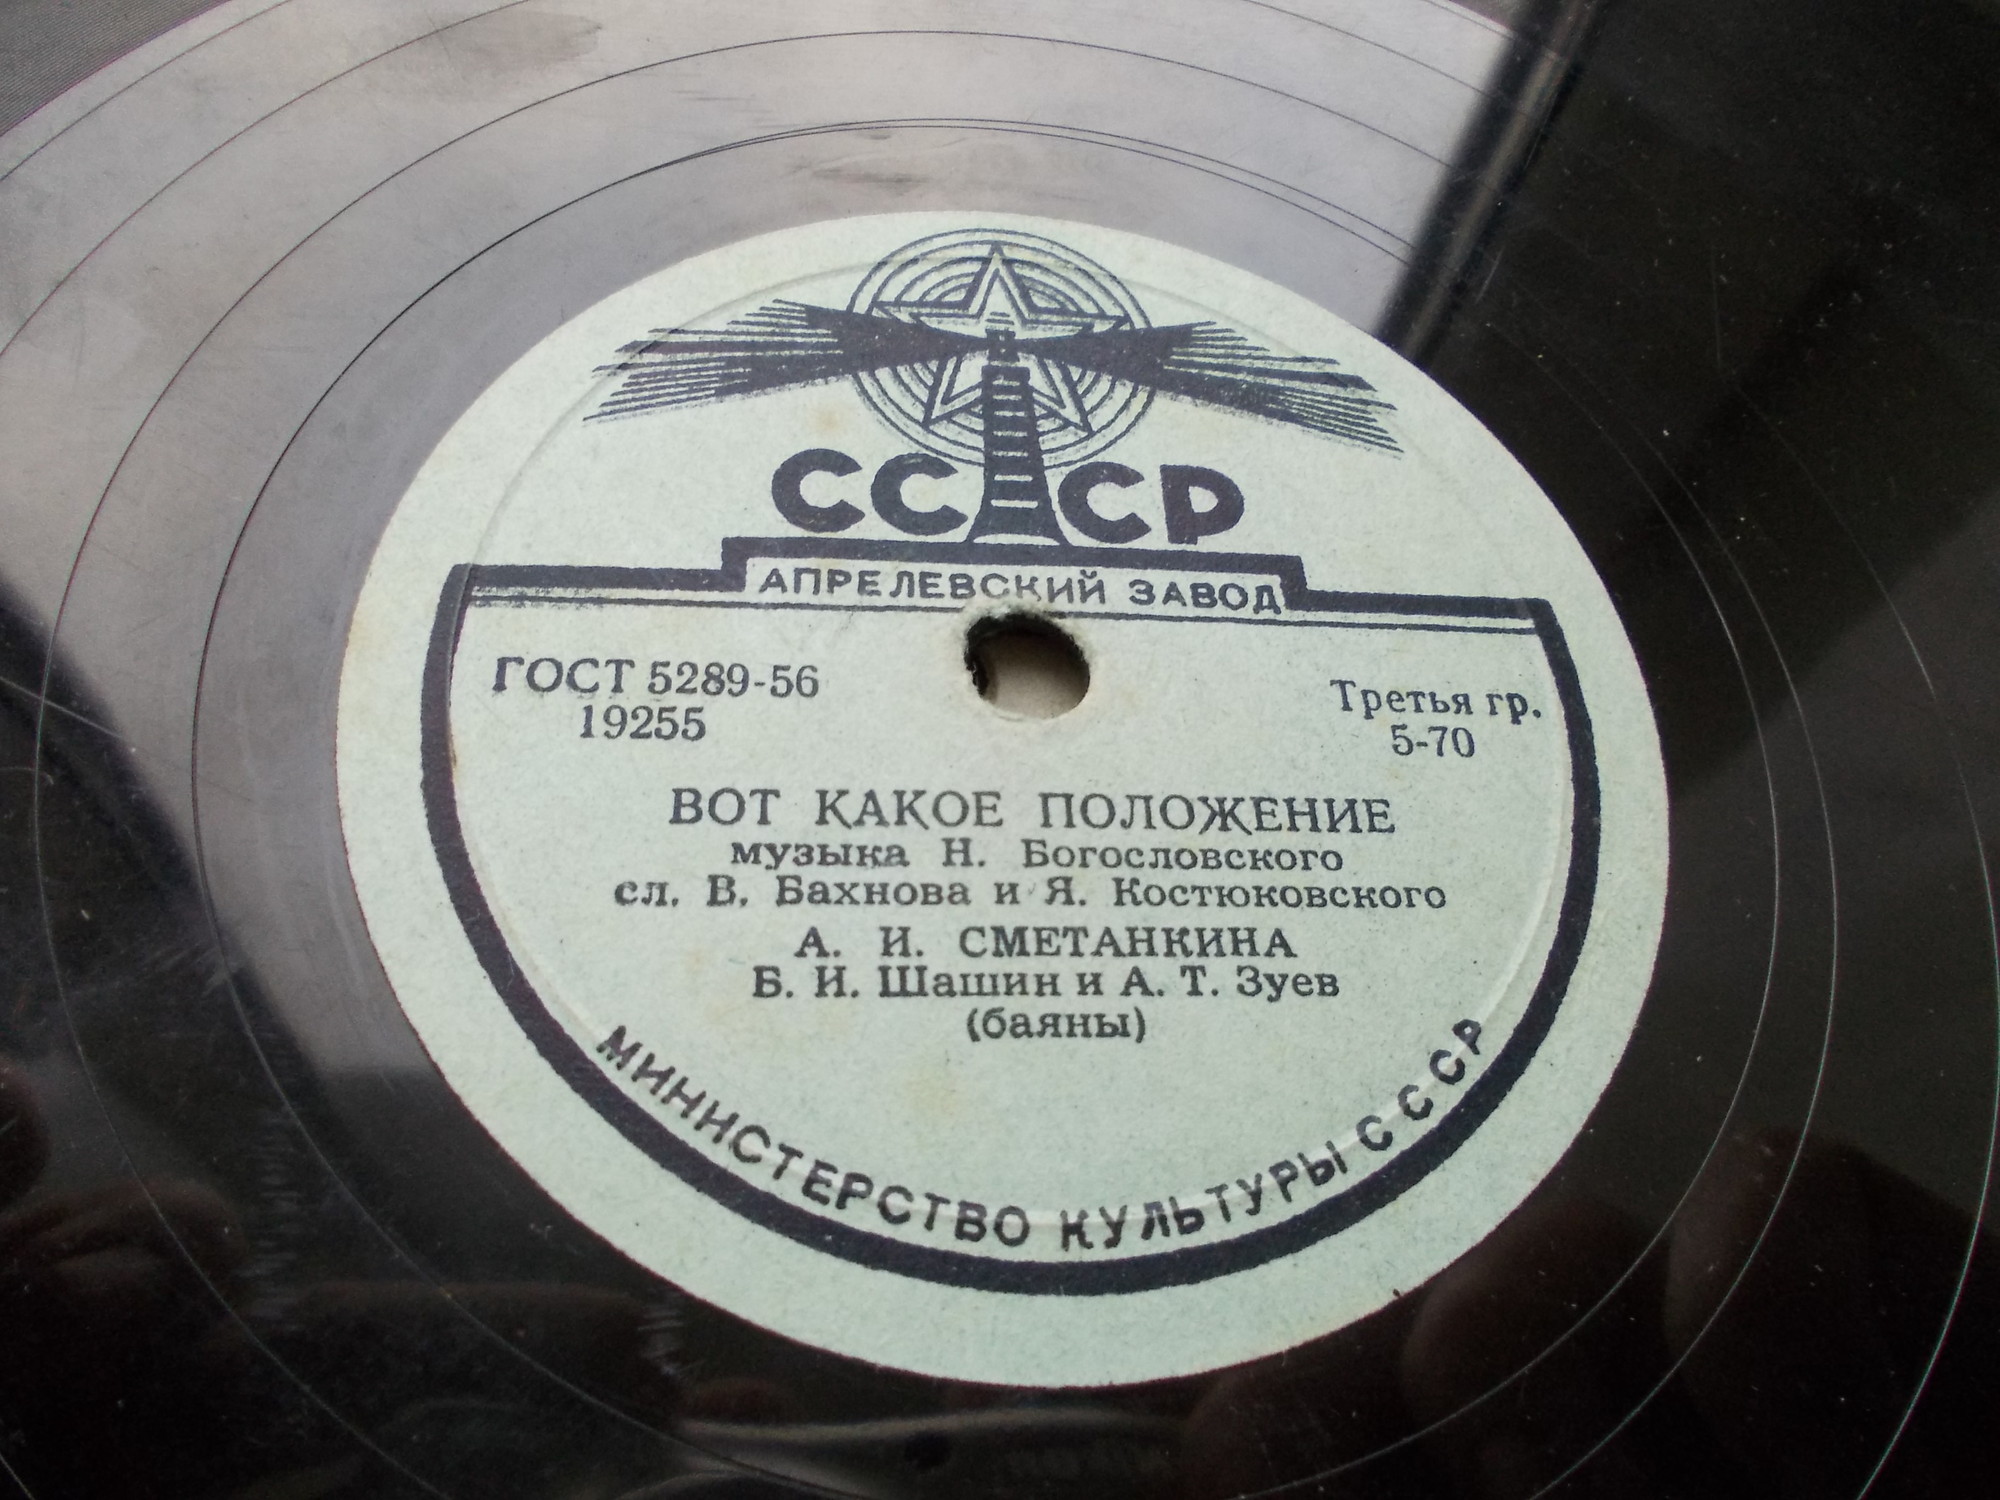 СССР
АПРЕЛЕВСКИЙ ЗАВОД
ГОСТ 5289-56
19255
Третья гр.
5-70
ВОТ КАКОЕ ПОЛОЖЕНИЕ
музыка Н. Богословского
сл. В. Бахнова и Я. Костюковского
А. И. СМЕТАНКИНА
Б. И. Шашин и А. Т. Зуев
(баяны)
МИНИСТЕРСТВО КУЛЬТУРЫ СССР